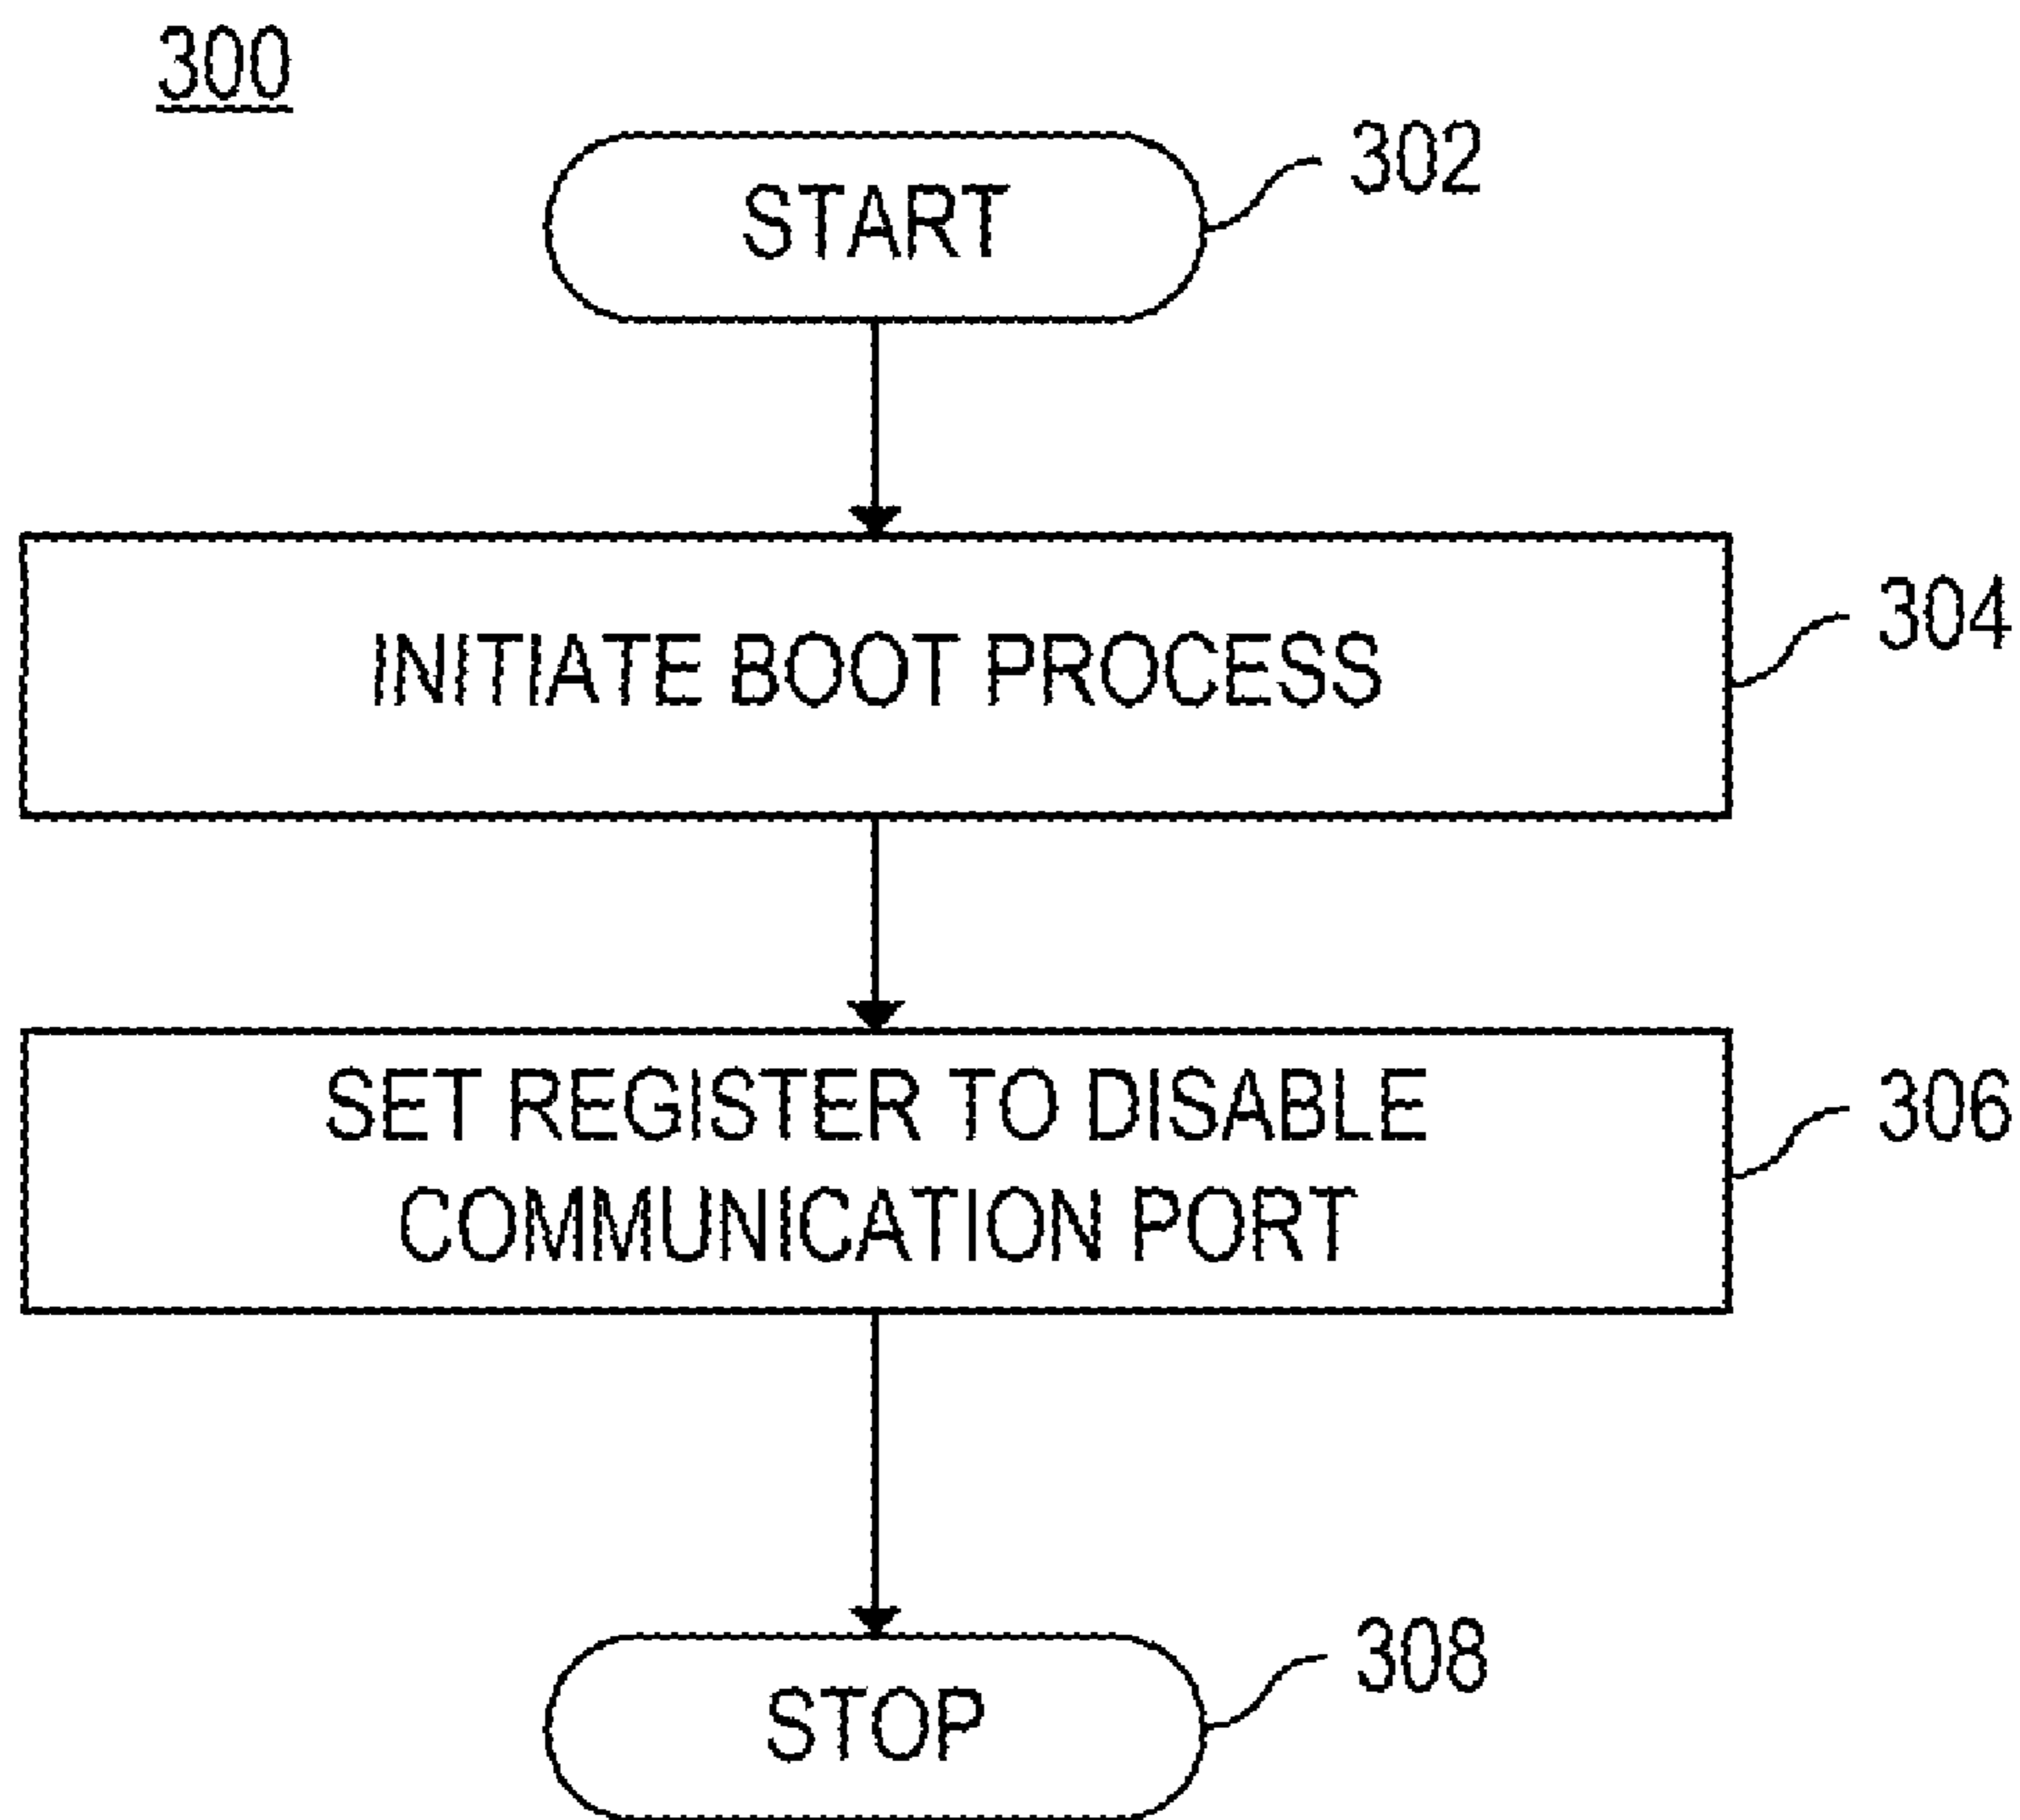 300
302
START
304
INITIATE BOOT PROCESS
306
SET REGISTER TO DISABLE
COMMUNICATION PORT
308
STOP